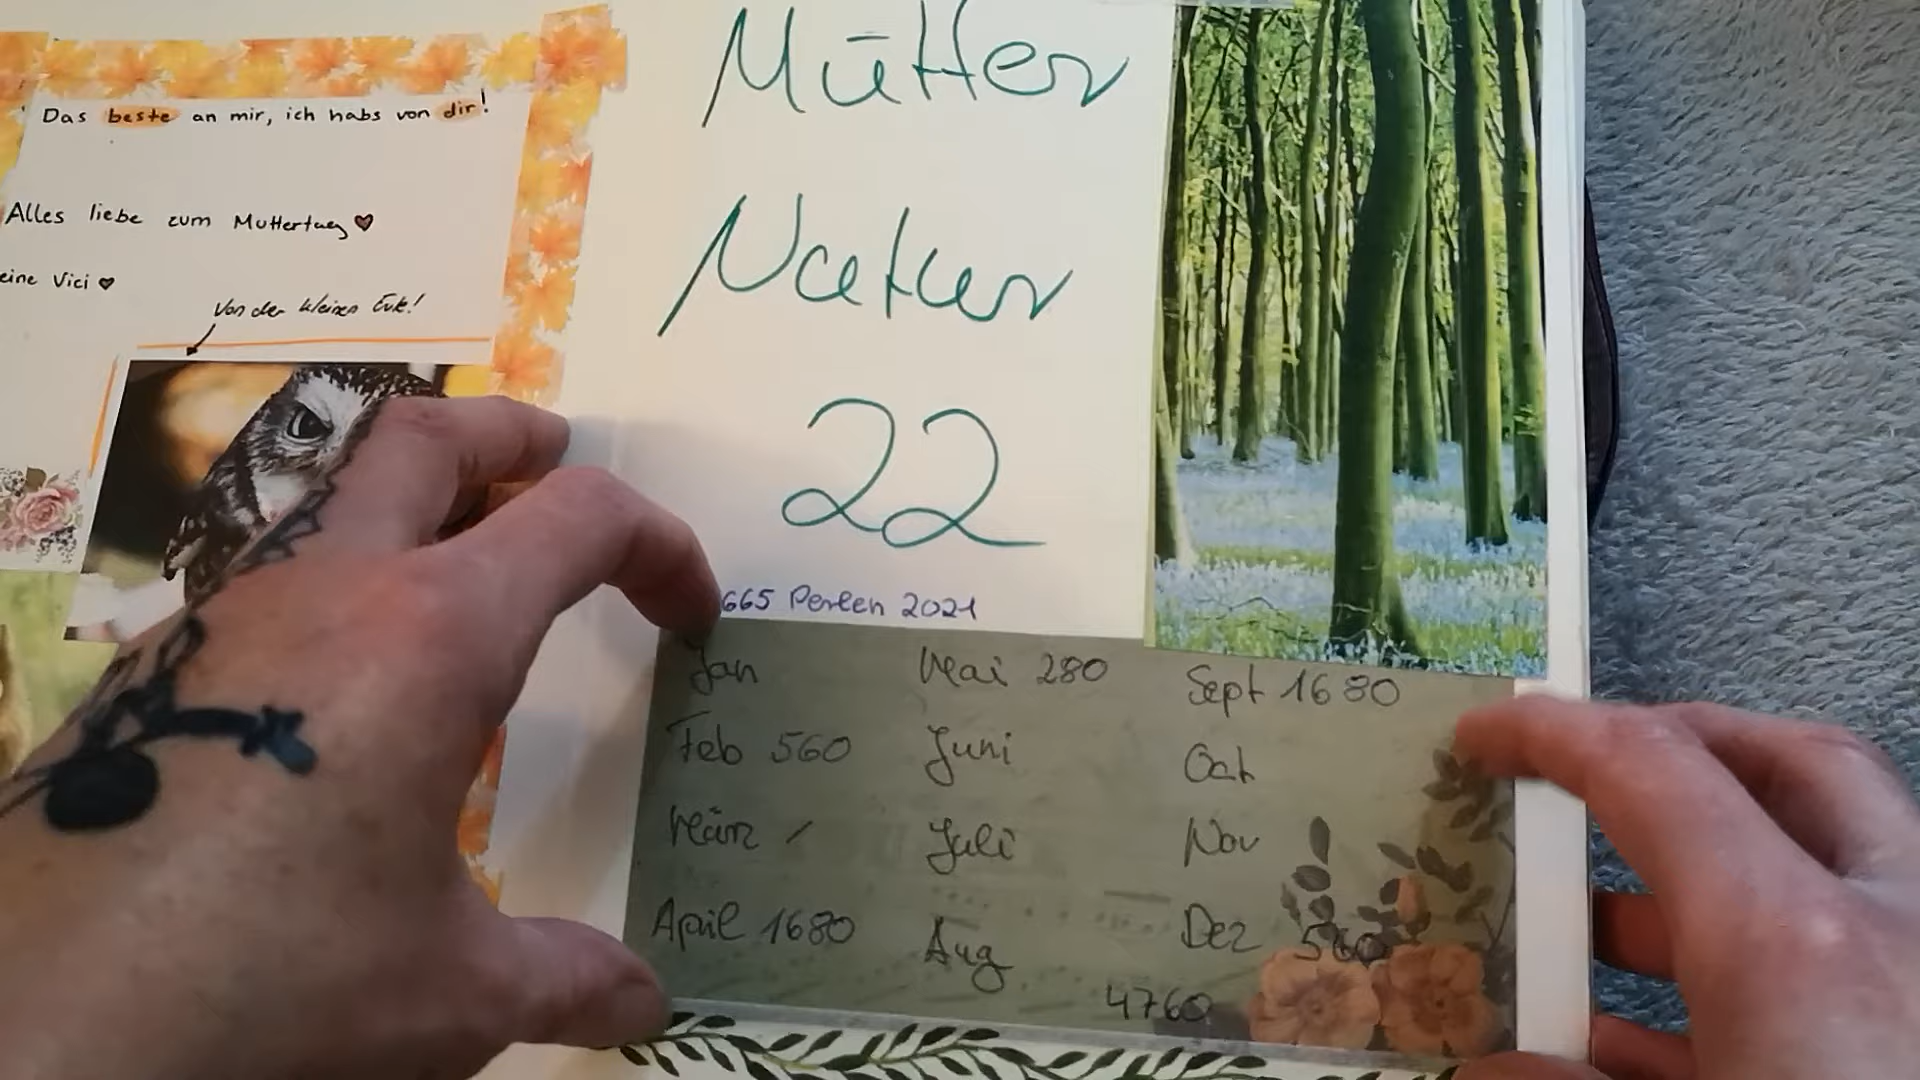 Das beste an mir, ich habs von dir!
Alles liebe zum Muttertag ♥
eine Vici ♥
Von der kleinen Eule!
Mutter
Natur
22
665 Perlen 2021
Jan
Feb 560
März /
April 1680
Mai 280
Juni
Juli
Aug
Sept 1680
Oct
Nov
Dez 560
4760